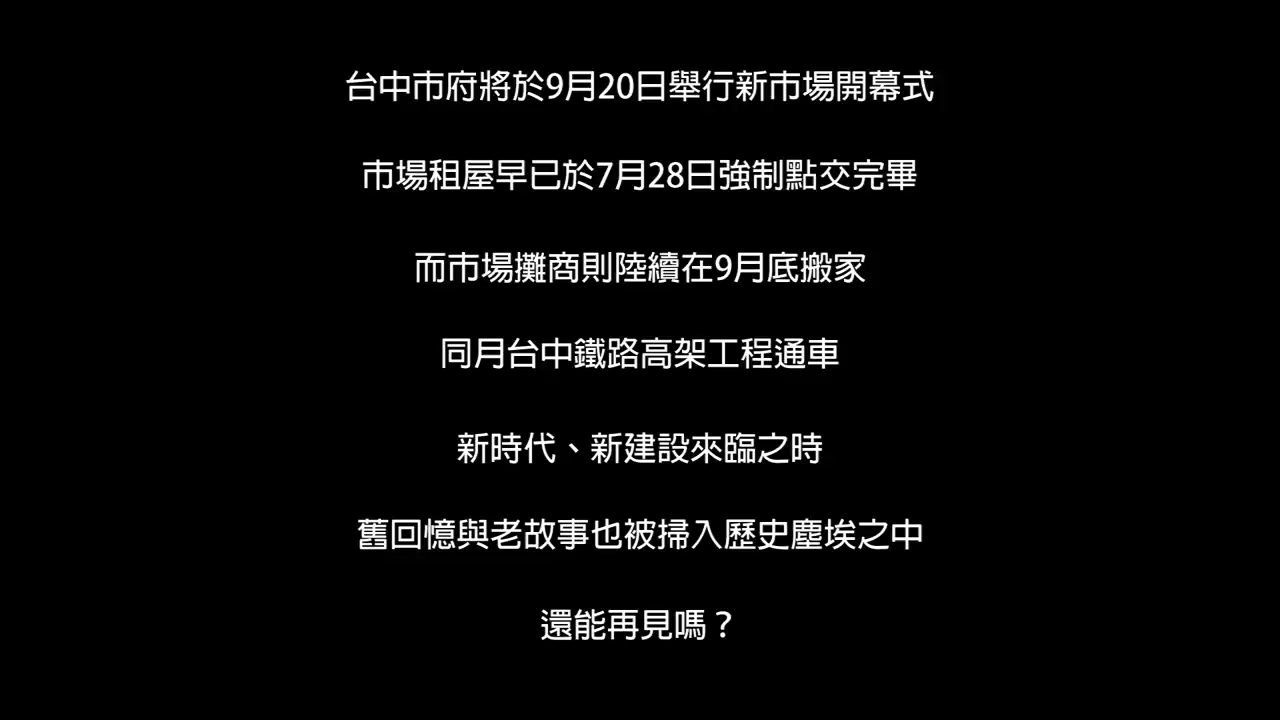 台中市府將於9月20日舉行新市場開幕式
市場租屋早已於7月28日強制點交完畢
而市場攤商則陸續在9月底搬家
同月台中鐵路高架工程通車
新時代、新建設來臨之時
舊回憶與老故事也被掃入歷史塵埃之中
還能再見嗎？